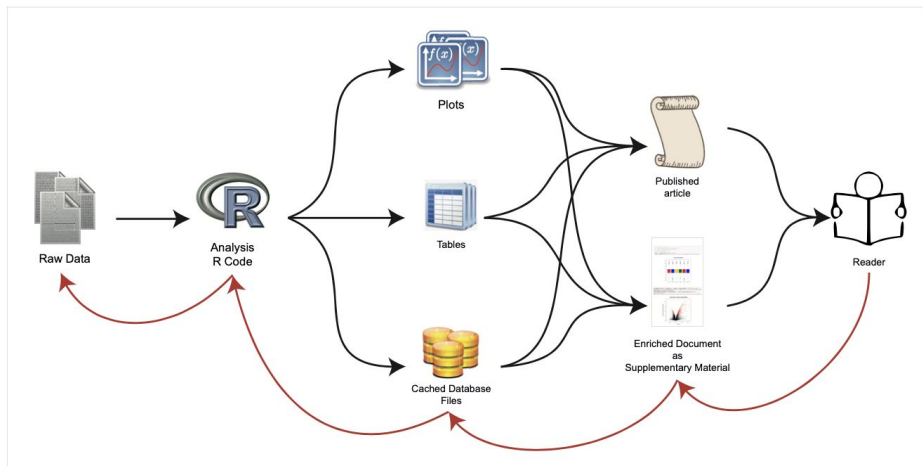 f(x)
(x)
Plots
R
Raw Data
Analysis
R Code
Tables
Cached Database
Files
Published
article
Enriched Document
as
Supplementary Material
Reader